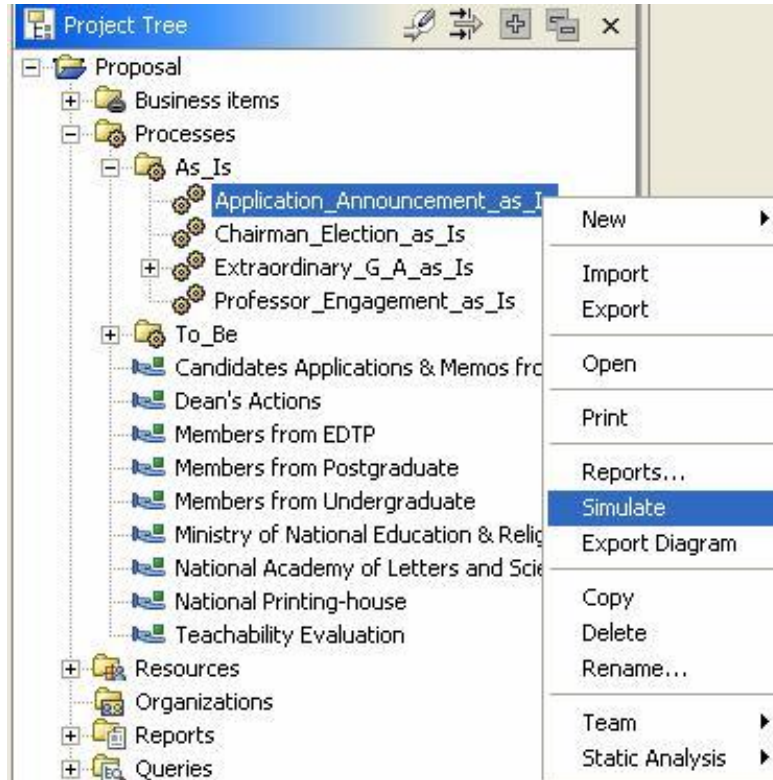 Project Tree
Proposal
Business items
Processes
As_Is
Application_Announcement_as_I
Chairman_Election_as_Is
Extraordinary_G_A_as_Is
Professor_Engagement_as_Is
To_Be
Candidates Applications & Memos fro
Dean's Actions
Members from EDTP
Members from Postgraduate
Members from Undergraduate
Ministry of National Education & Relig
National Academy of Letters and Scie
National Printing-house
Teachability Evaluation
Resources
Organizations
Reports
Queries
New
Import
Export
Open
Print
Reports...
Simulate
Export Diagram
Copy
Delete
Rename...
Team
Static Analysis